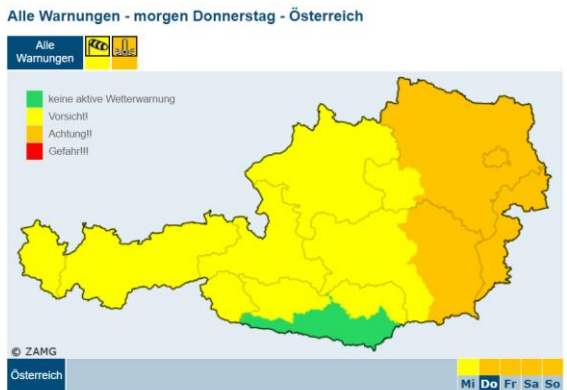 Alle Warnungen - morgen Donnerstag - Österreich
Alle
Warnungen
keine aktive Wetterwarnung
Vorsicht!
Achtung!!
Gefahr!!!
© ZAMG
Österreich
Mi Do Fr Sa So